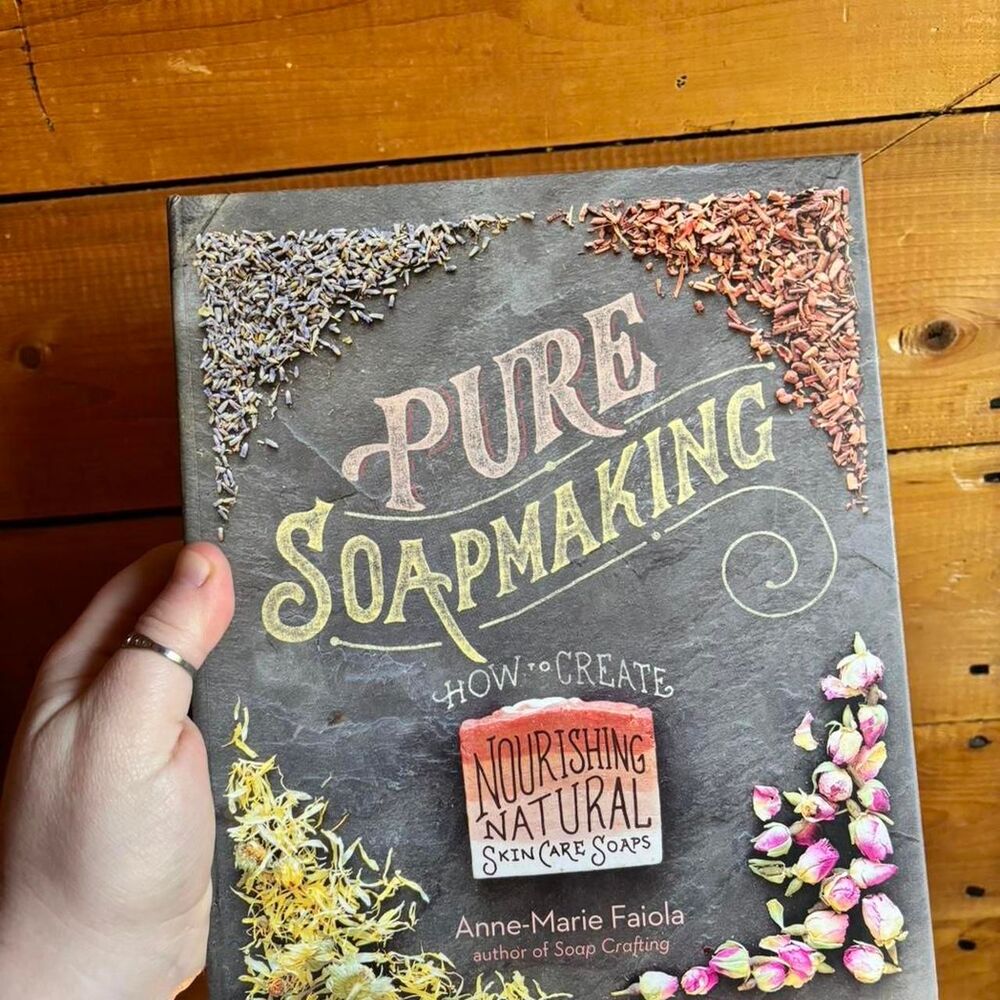 PURE
SOAPMAKING
HOW TO CREATE
NOURISHING
NATURAL
SKIN CARE SOAPS
Anne-Marie Faiola
author of Soap Crafting